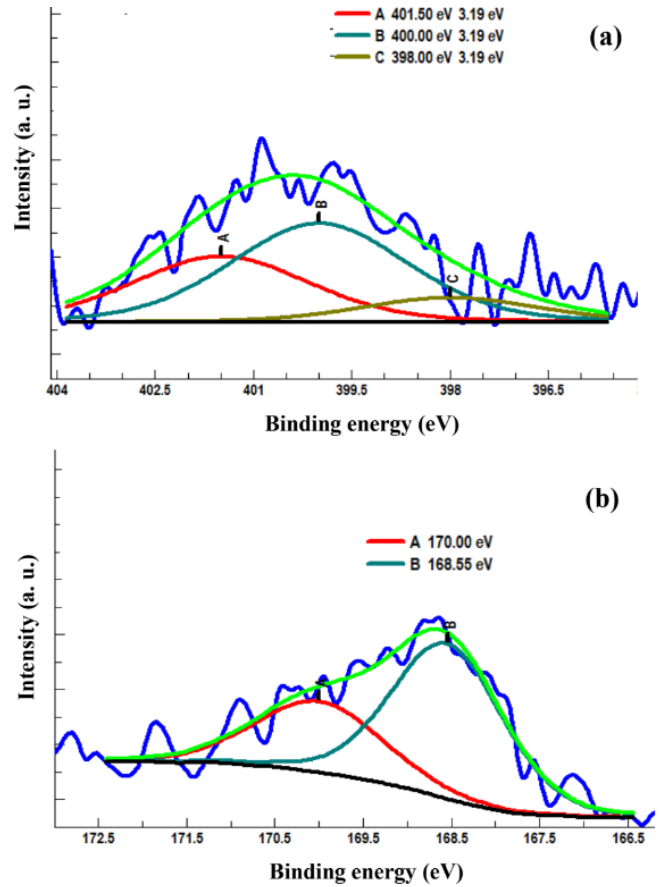 A 401.50 eV 3.19 eV
B 400.00 eV 3.19 eV
C 398.00 eV 3.19 eV
(a)
Intensity (a. u.)
A
B
C
404 402.5 401 399.5 398 396.5
Binding energy (eV)
(b)
A 170.00 eV
B 168.55 eV
Intensity (a. u.)
A
B
172.5 171.5 170.5 169.5 168.5 167.5 166.5
Binding energy (eV)